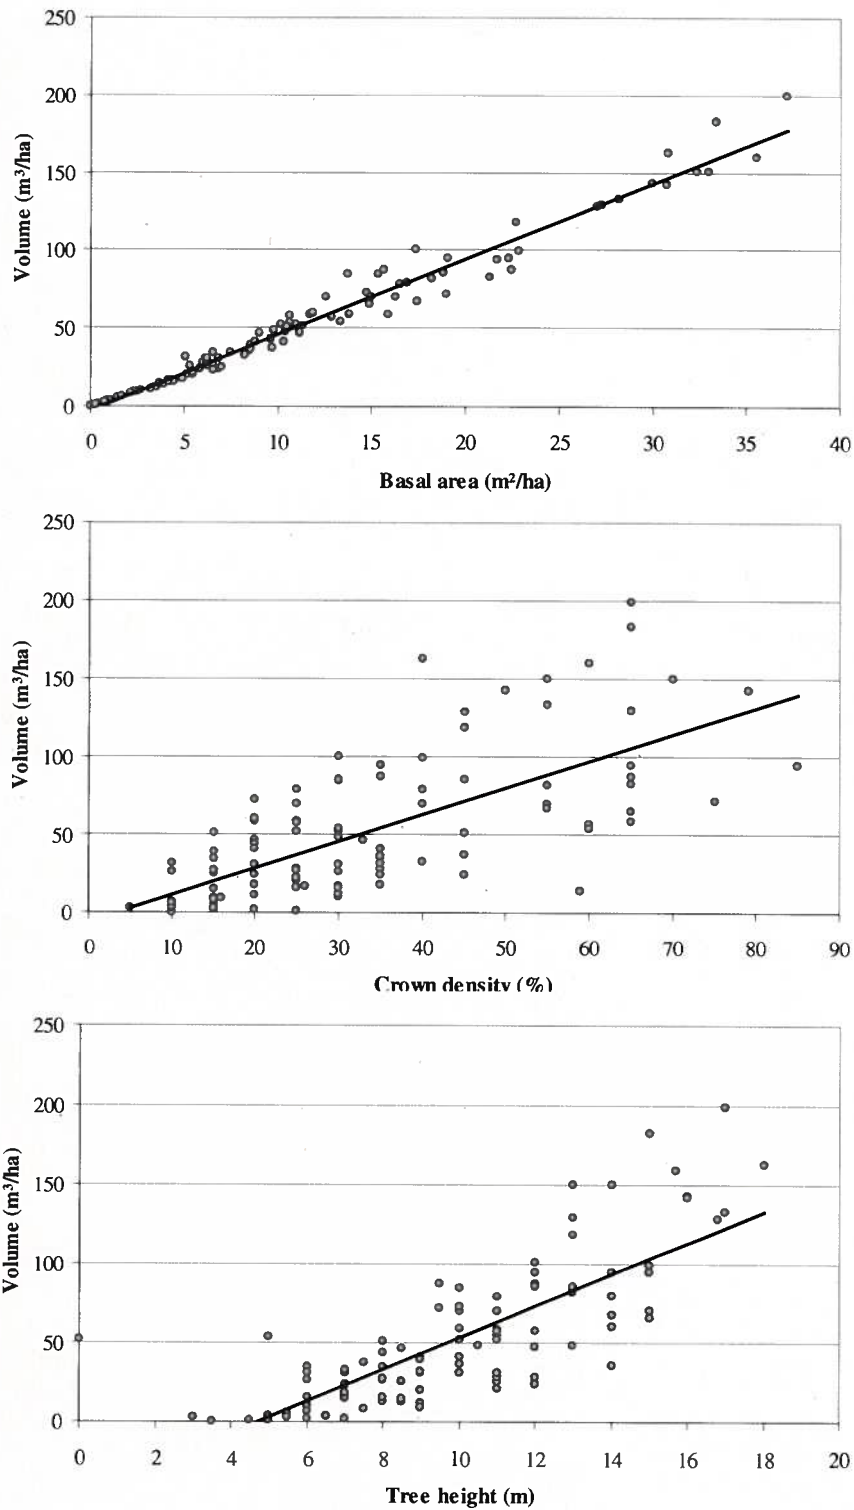 250
200
150
100
50
0
Volume (m³/ha)
0 5 10 15 20 25 30 35 40
Basal area (m²/ha)
250
200
150
100
50
0
Volume (m³/ha)
0 10 20 30 40 50 60 70 80 90
Crown density (%)
250
200
150
100
50
0
Volume (m³/ha)
0 2 4 6 8 10 12 14 16 18 20
Tree height (m)